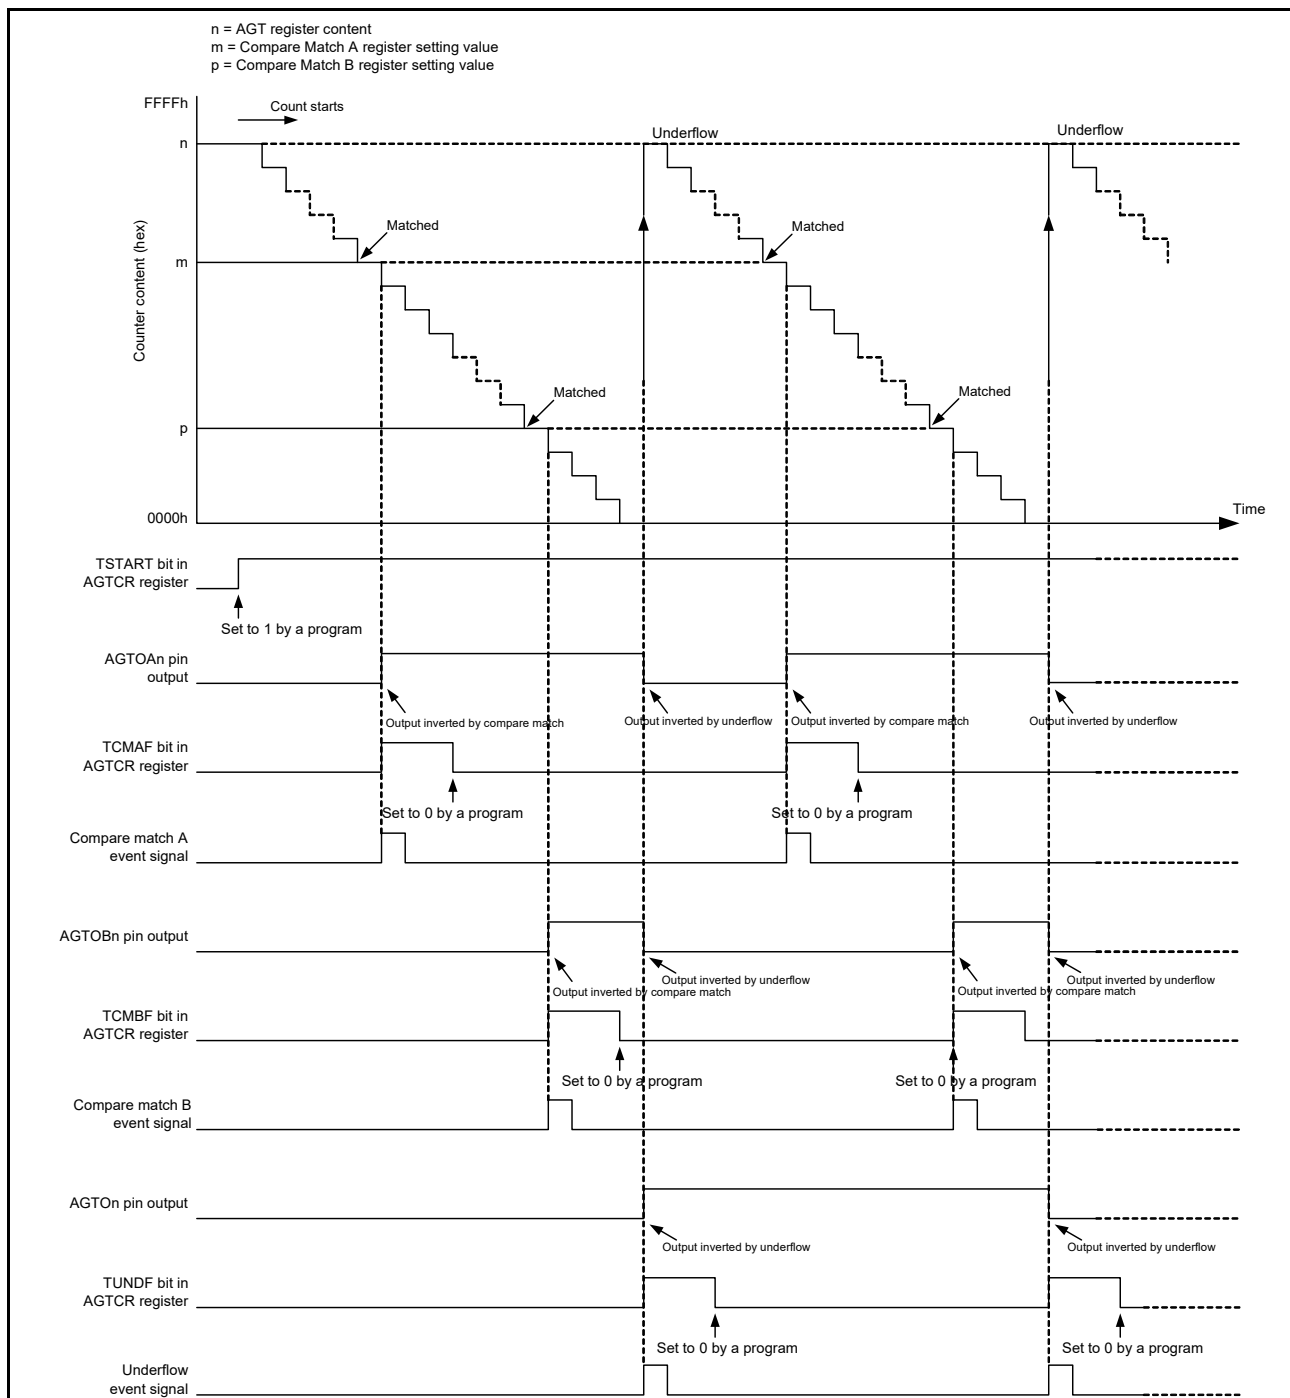 n = AGT register content
m = Compare Match A register setting value
p = Compare Match B register setting value
FFFFh
Count starts
Underflow
Underflow
n
Matched
Matched
m
Counter content (hex)
Matched
Matched
p
0000h
Time
TSTART bit in
AGTCR register
Set to 1 by a program
AGTOAn pin
output
Output inverted by compare match
Output inverted by underflow
Output inverted by compare match
Output inverted by underflow
TCMAF bit in
AGTCR register
Set to 0 by a program
Set to 0 by a program
Compare match A
event signal
AGTOBn pin output
Output inverted by underflow
Output inverted by underflow
Output inverted by compare match
Output inverted by compare match
TCMBF bit in
AGTCR register
Set to 0 by a program
Set to 0 by a program
Compare match B
event signal
AGTOn pin output
Output inverted by underflow
Output inverted by underflow
TUNDF bit in
AGTCR register
Set to 0 by a program
Set to 0 by a program
Underflow
event signal